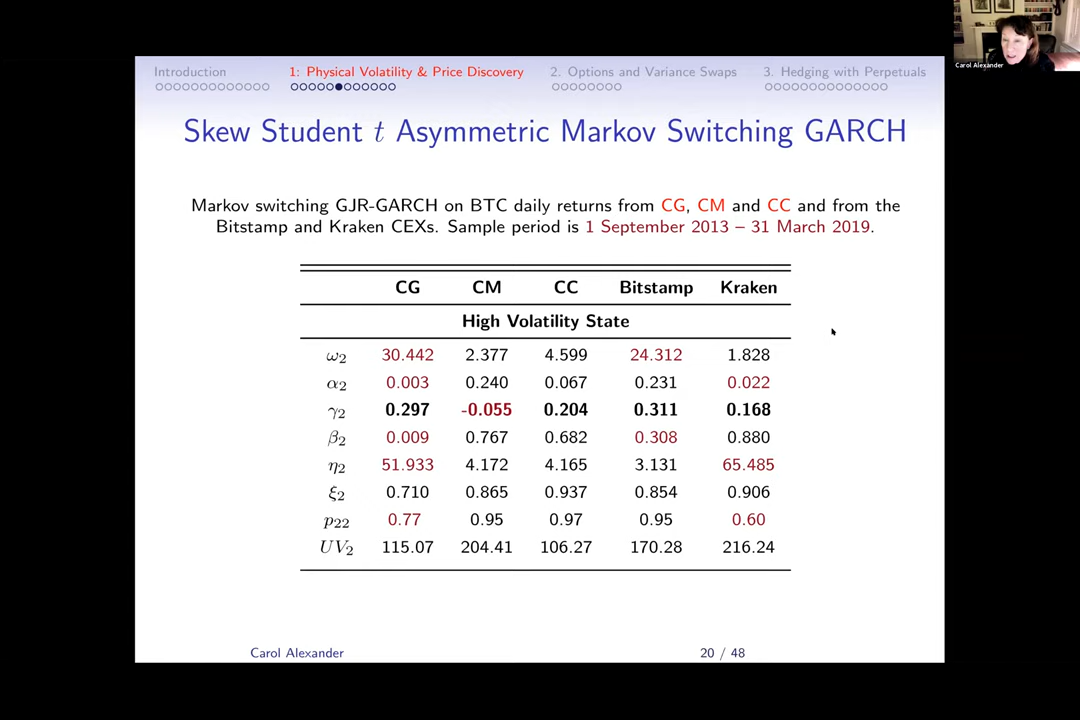 Carol Alexander
Introduction 1: Physical Volatility & Price Discovery 2. Options and Variance Swaps 3. Hedging with Perpetuals
Skew Student t Asymmetric Markov Switching GARCH
Markov switching GJR-GARCH on BTC daily returns from CG, CM and CC and from the
Bitstamp and Kraken CEXs. Sample period is 1 September 2013 – 31 March 2019.
CG CM CC Bitstamp Kraken
High Volatility State
ω₂ 30.442 2.377 4.599 24.312 1.828
α₂ 0.003 0.240 0.067 0.231 0.022
γ₂ 0.297 -0.055 0.204 0.311 0.168
β₂ 0.009 0.767 0.682 0.308 0.880
η₂ 51.933 4.172 4.165 3.131 65.485
ξ₂ 0.710 0.865 0.937 0.854 0.906
p₂₂ 0.77 0.95 0.97 0.95 0.60
UV₂ 115.07 204.41 106.27 170.28 216.24
Carol Alexander 20 / 48